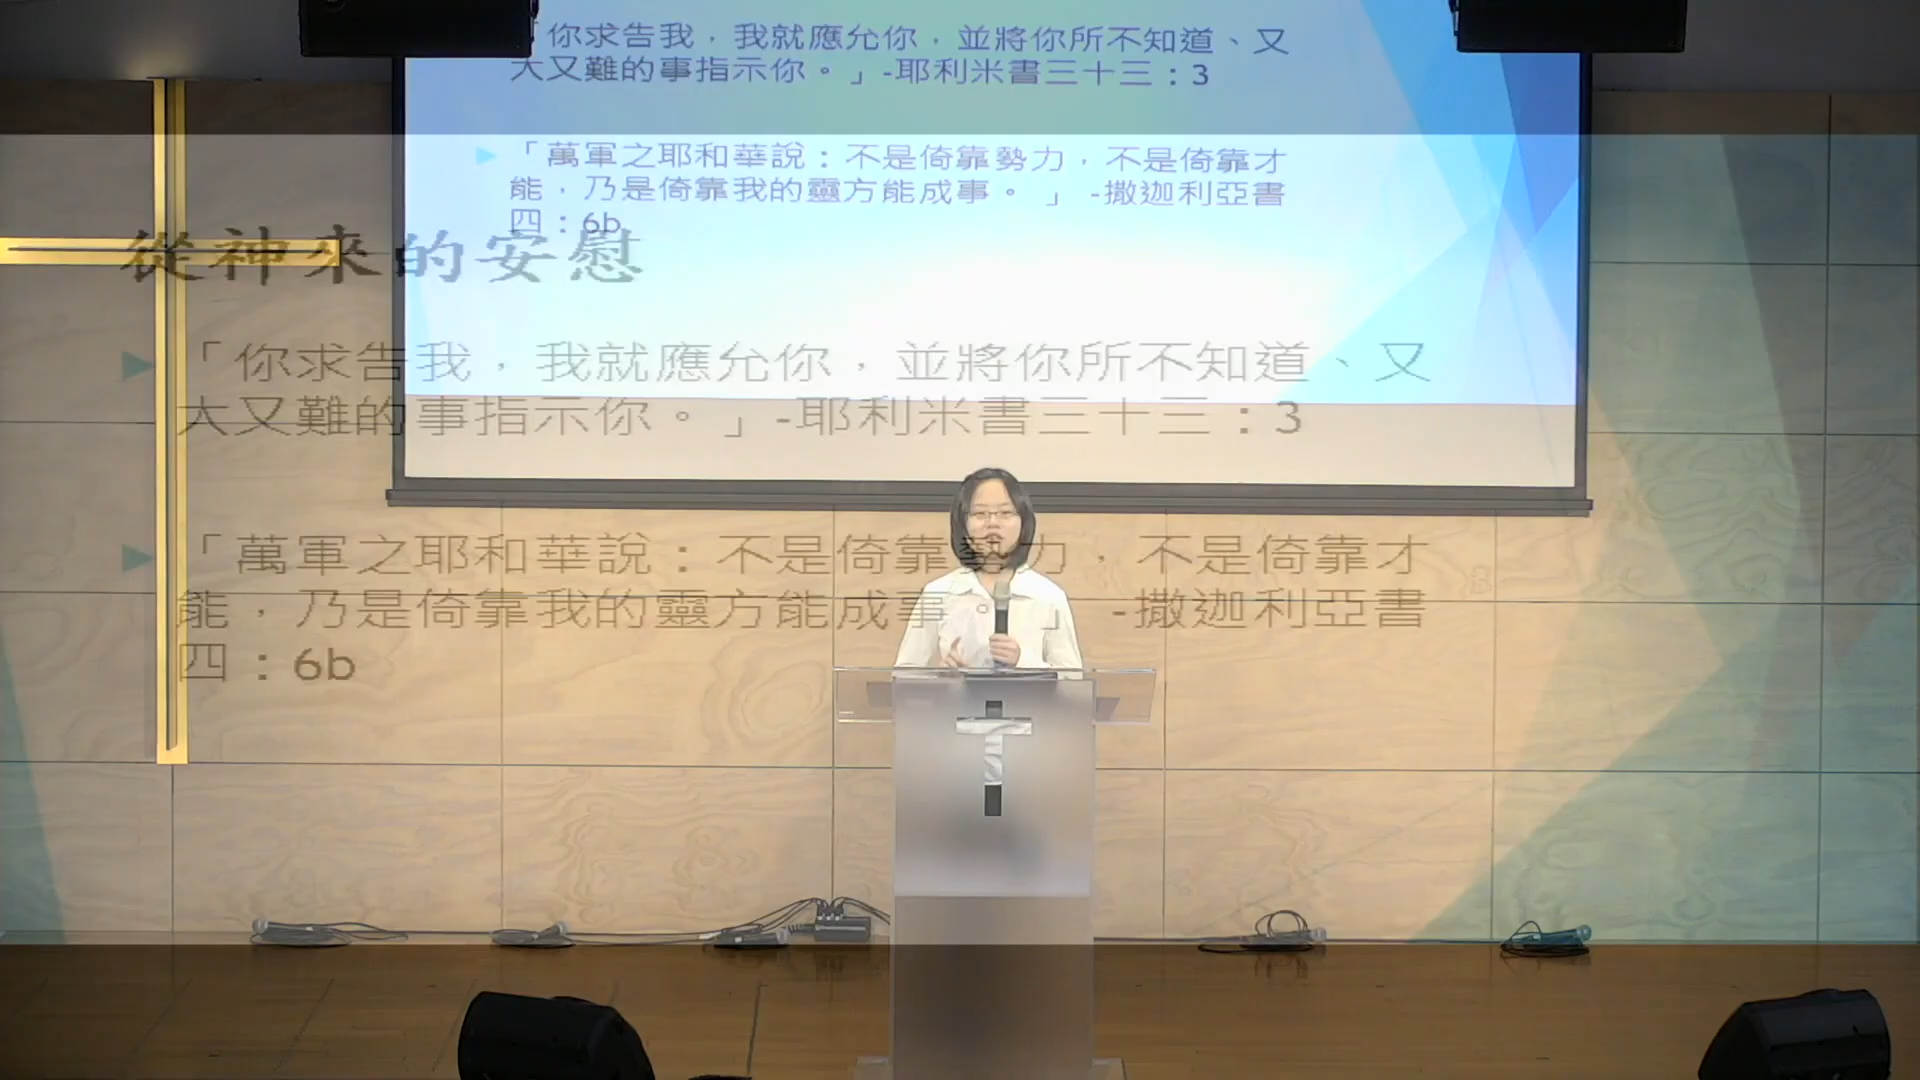 「你求告我，我就應允你，並將你所不知道、又
大又難的事指示你。」-耶利米書三十三：3
「萬軍之耶和華說：不是倚靠勢力，不是倚靠才
能，乃是倚靠我的靈方能成事。」 -撒迦利亞書
四：6b
從神來的安慰
「你求告我，我就應允你，並將你所不知道、又
大又難的事指示你。」-耶利米書三十三：3
「萬軍之耶和華說：不是倚靠勢力，不是倚靠才
能，乃是倚靠我的靈方能成事。」 -撒迦利亞書
四：6b